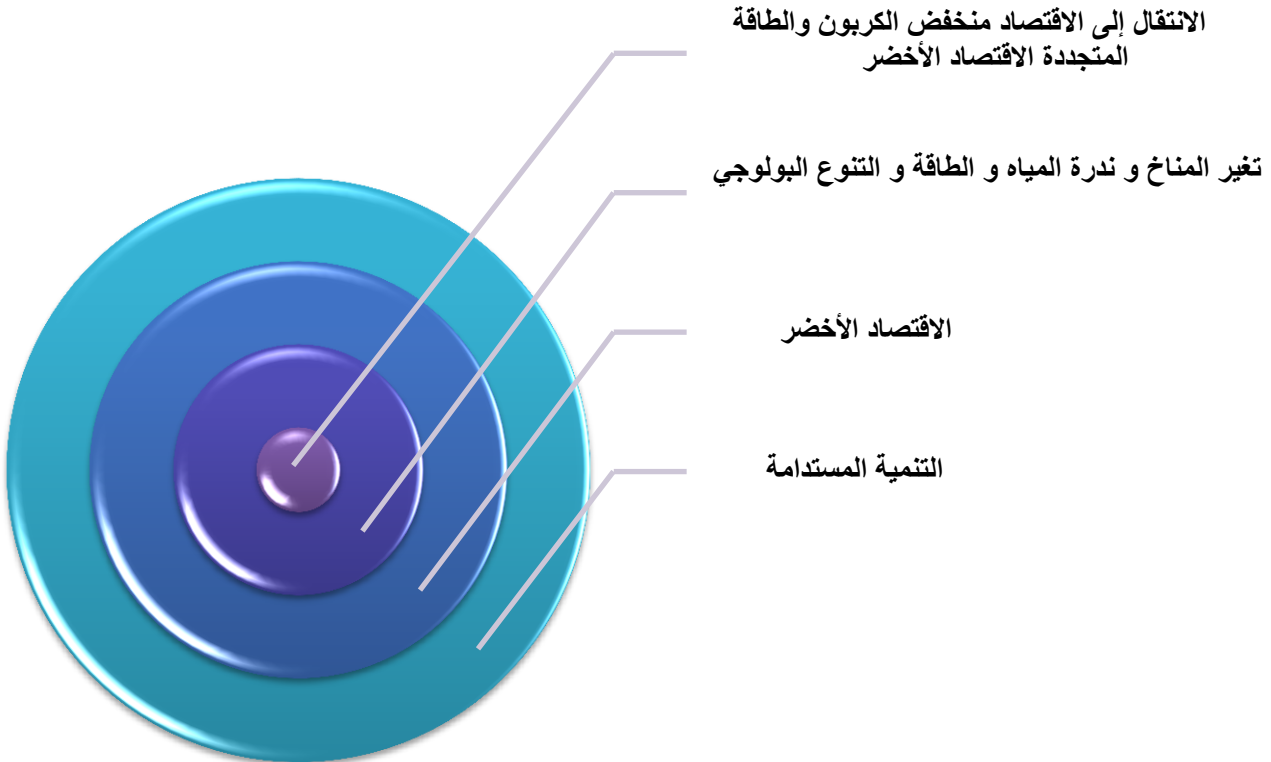 الانتقال إلى الاقتصاد منخفض الكربون والطاقة
المتجددة الاقتصاد الأخضر
تغير المناخ و ندرة المياه و الطاقة و التنوع البولوجي
الاقتصاد الأخضر
التنمية المستدامة